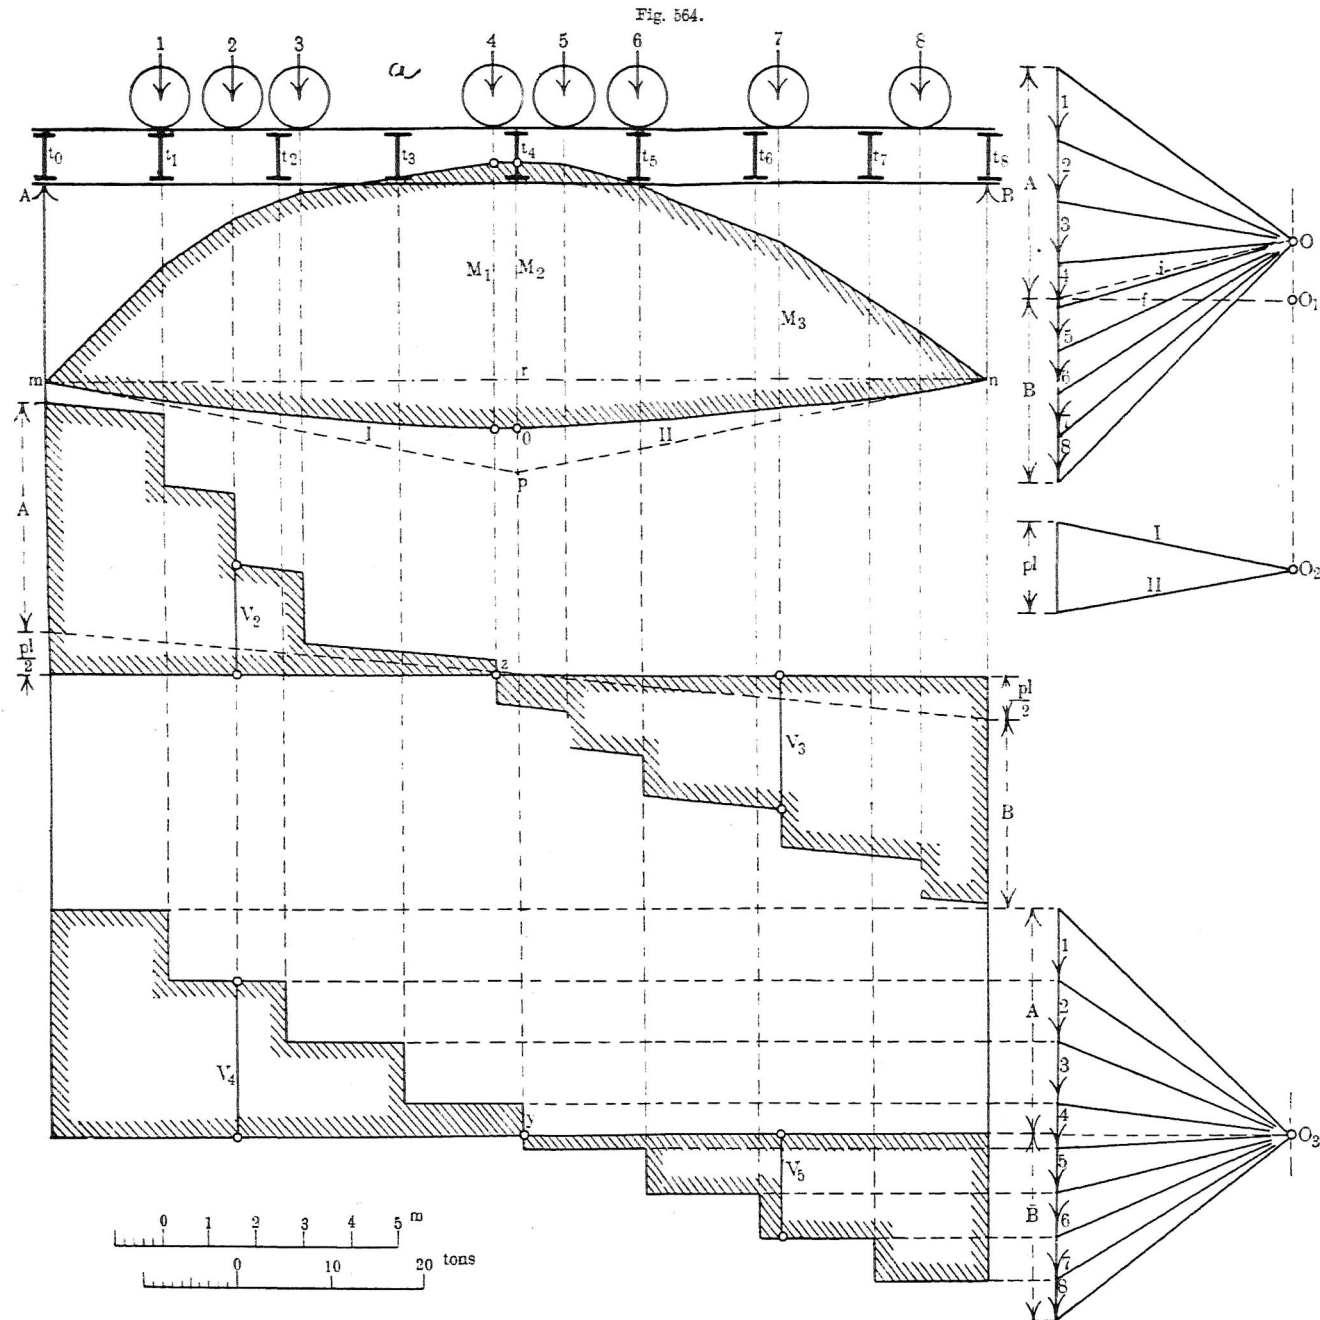 Fig. 564.
1 2 3 a 4 5 6 7 8
t₀ t₁ t₂ t₃ t₄ t₅ t₆ t₇ t₈
A B
M₁ M₂ M₃
m r n
I 0 II
p
A
V₂
pl/2
z
pl/2
V₃
B
V₄
y
V₅
0 1 2 3 4 5 m
0 10 20 tons
1
2
A
3
O
4 i
f O₁
5
B
6
7
8
I
pl O₂
II
1
A 2
3
4
O₃
5
B 6
7
8